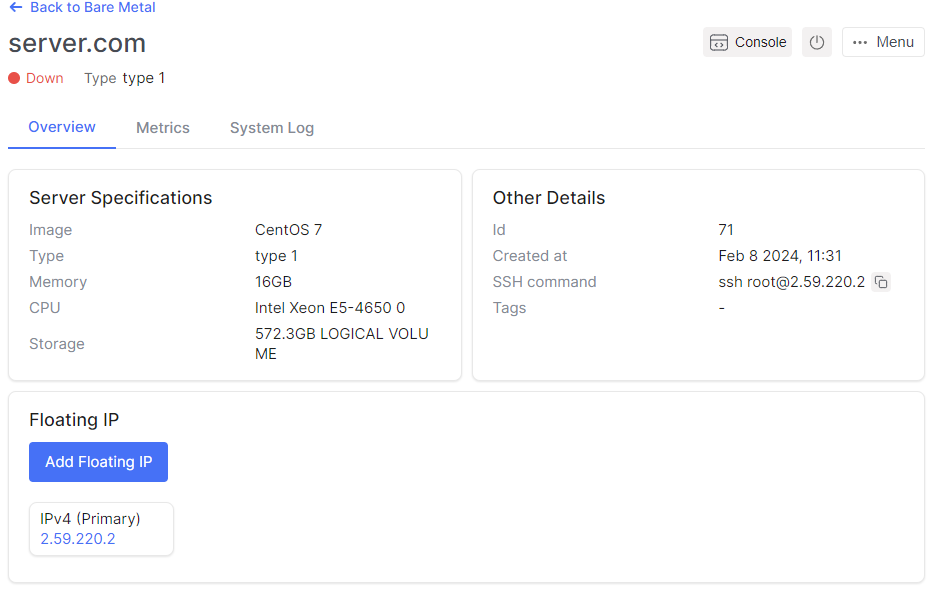 Back to Bare Metal
server.com
Console
Menu
Down
Type type 1
Overview
Metrics
System Log
Server Specifications
Image CentOS 7
Type type 1
Memory 16GB
CPU Intel Xeon E5-4650 0
Storage 572.3GB LOGICAL VOLU
ME
Other Details
Id 71
Created at Feb 8 2024, 11:31
SSH command ssh root@2.59.220.2
Tags -
Floating IP
Add Floating IP
IPv4 (Primary)
2.59.220.2